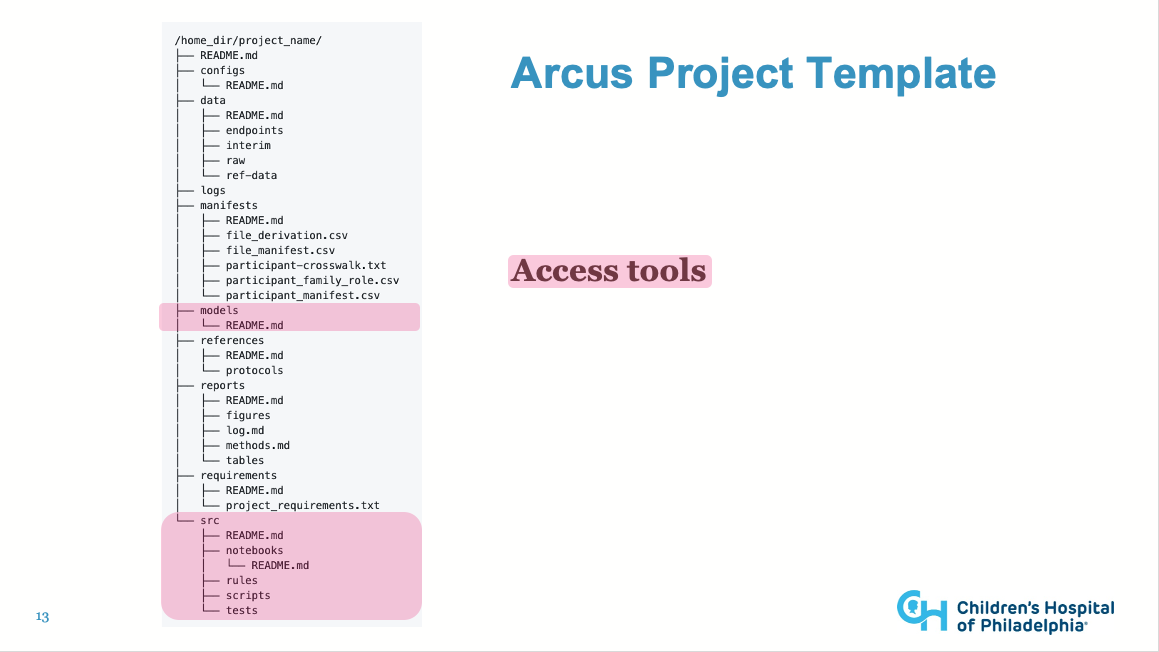 /home_dir/project_name/
├── README.md
├── configs
│   └── README.md
├── data
│   ├── README.md
│   ├── endpoints
│   ├── interim
│   ├── raw
│   └── ref-data
├── logs
├── manifests
│   ├── README.md
│   ├── file_derivation.csv
│   ├── file_manifest.csv
│   ├── participant-crosswalk.txt
│   ├── participant_family_role.csv
│   └── participant_manifest.csv
├── models
│   └── README.md
├── references
│   ├── README.md
│   └── protocols
├── reports
│   ├── README.md
│   ├── figures
│   ├── log.md
│   ├── methods.md
│   └── tables
├── requirements
│   ├── README.md
│   └── project_requirements.txt
└── src
    ├── README.md
    ├── notebooks
    │   └── README.md
    ├── rules
    ├── scripts
    └── tests
Arcus Project Template
Access tools
13
Children's Hospital
of Philadelphia®